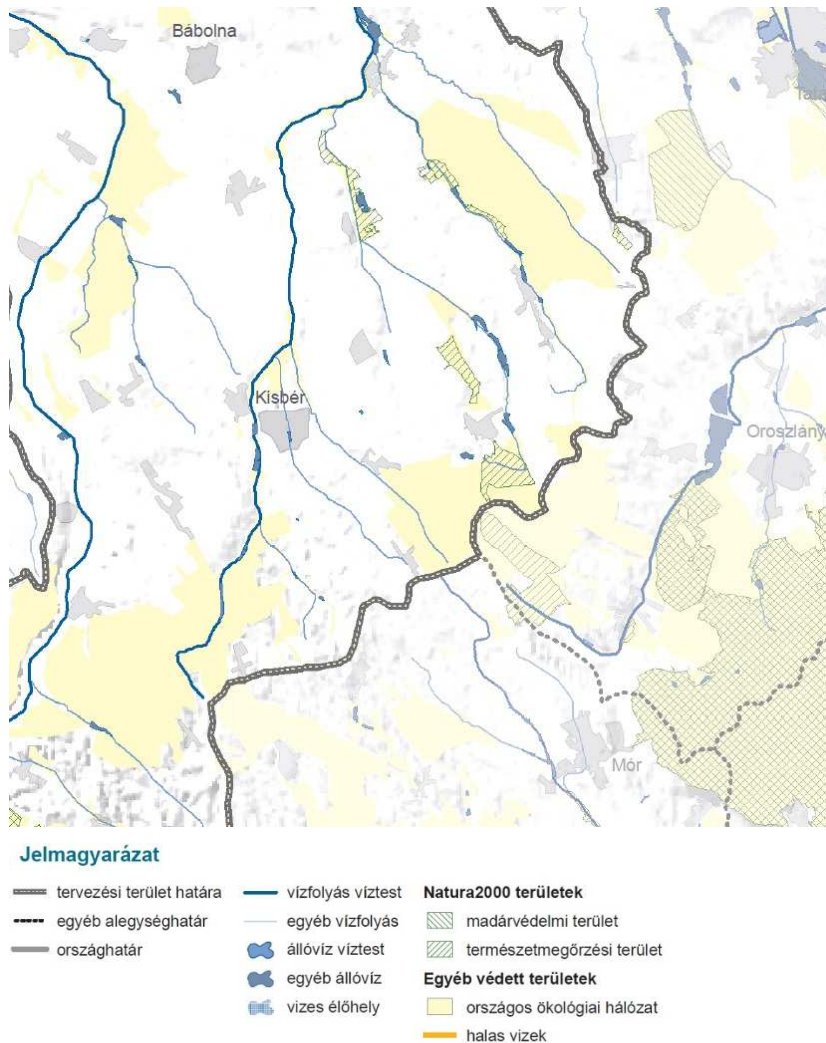 Bábolna
Kisbér
Oroszlány
Mór
Jelmagyarázat
tervezési terület határa
egyéb alegységhatár
országhatár
vízfolyás víztest
egyéb vízfolyás
állóvíz víztest
egyéb állóvíz
vizes élőhely
Natura2000 területek
madárvédelmi terület
természetmegőrzési terület
Egyéb védett területek
országos ökológiai hálózat
halas vizek